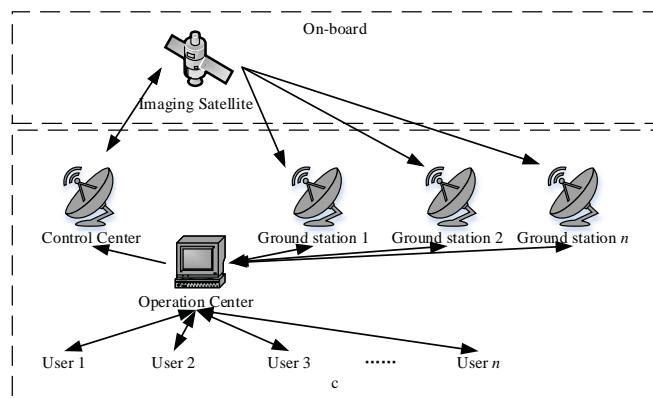 On-board
Imaging Satellite
Control Center
Ground station 1
Ground station 2
Ground station n
Operation Center
User 1
User 2
User 3
......
User n
c